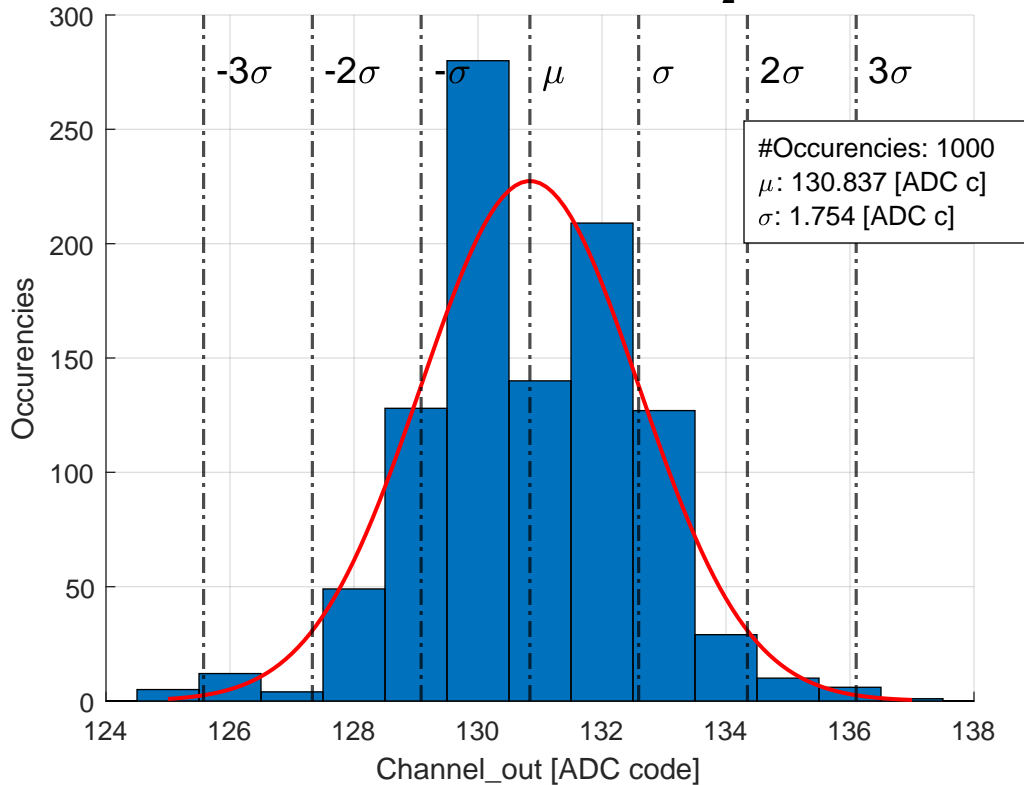 300
-3σ
-2σ
-σ
μ
σ
2σ
3σ
250
#Occurencies: 1000
μ: 130.837 [ADC c]
σ: 1.754 [ADC c]
200
150
100
50
0
Occurencies
124
126
128
130
132
134
136
138
Channel_out [ADC code]